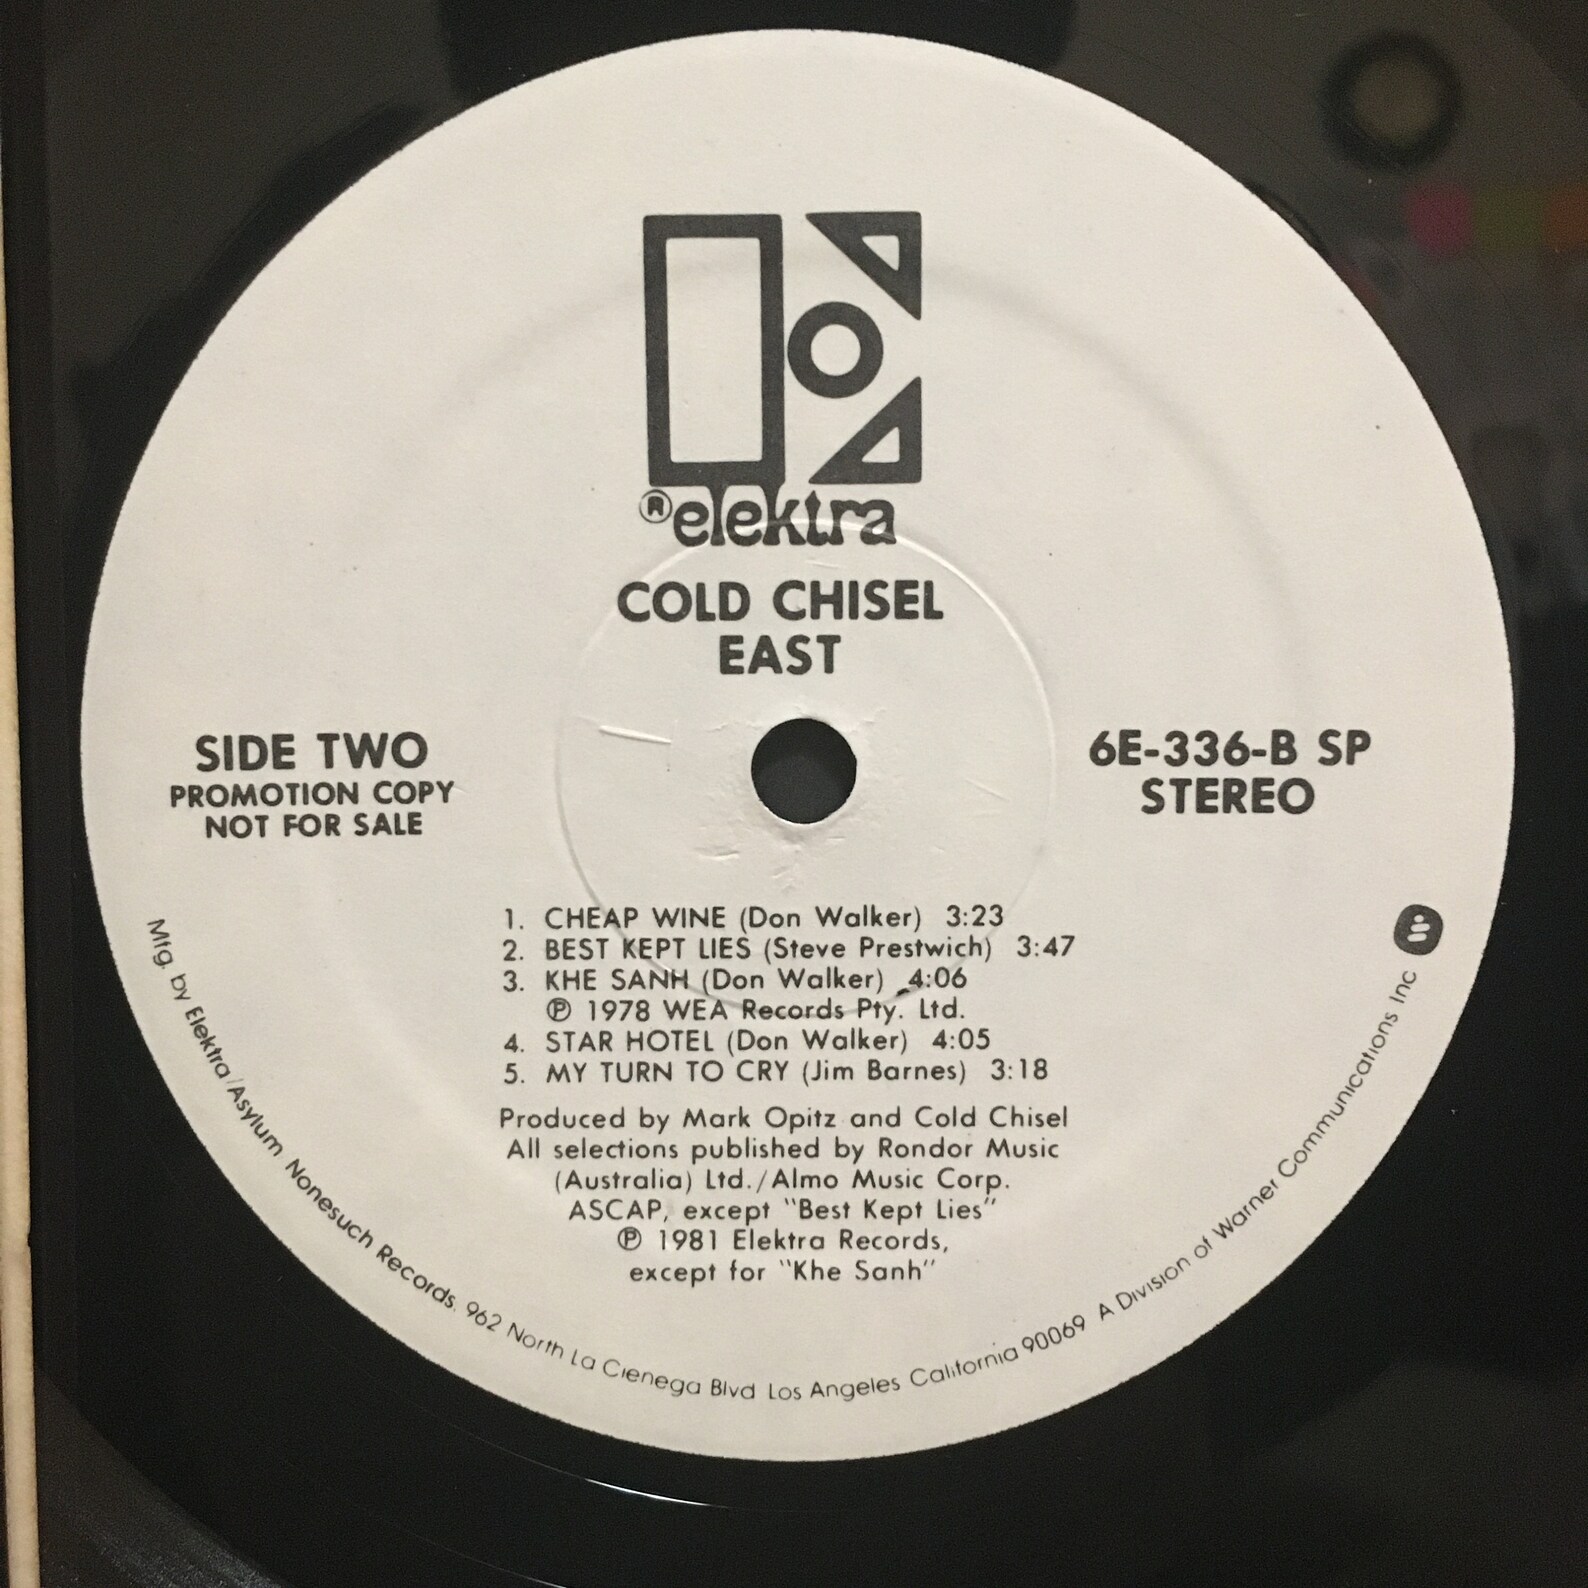 ® elektra
COLD CHISEL
EAST
SIDE TWO
PROMOTION COPY
NOT FOR SALE
6E-336-B SP
STEREO
1. CHEAP WINE (Don Walker) 3:23
2. BEST KEPT LIES (Steve Prestwich) 3:47
3. KHE SANH (Don Walker) 4:06
℗ 1978 WEA Records Pty. Ltd.
4. STAR HOTEL (Don Walker) 4:05
5. MY TURN TO CRY (Jim Barnes) 3:18
Produced by Mark Opitz and Cold Chisel
All selections published by Rondor Music
(Australia) Ltd./Almo Music Corp.
ASCAP, except "Best Kept Lies"
℗ 1981 Elektra Records,
except for "Khe Sanh"
Mfg. by Elektra/Asylum Nonesuch Records. 962 North La Cienega Blvd Los Angeles California 90069 A Division of Warner Communications Inc